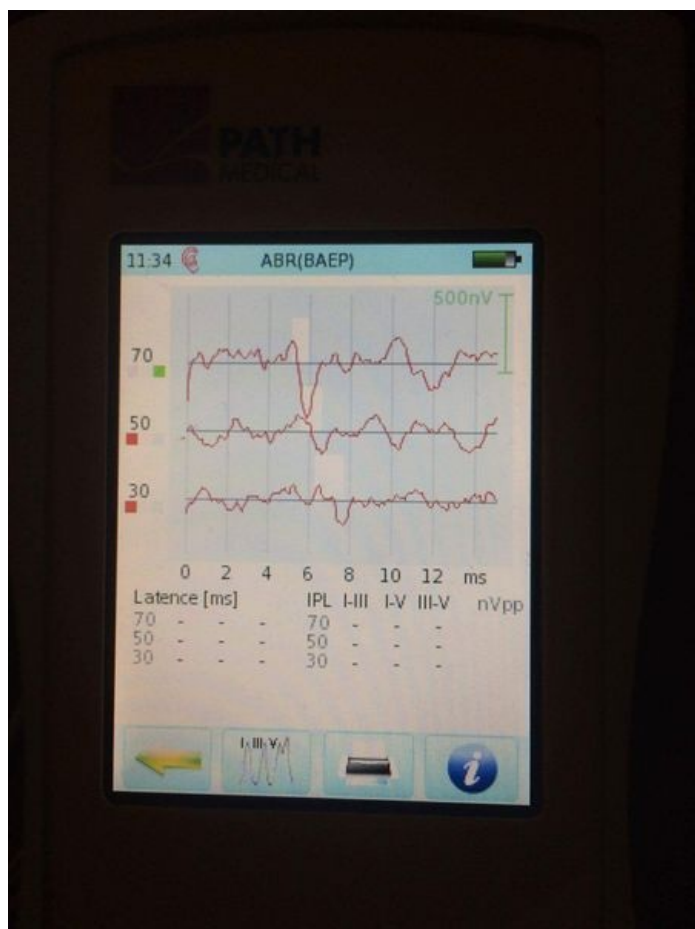 PATH
MEDICAL
11:34 ABR(BAEP)
500nV
70
50
30
0 2 4 6 8 10 12 ms
Latence [ms] IPL I-III I-V III-V nVpp
70 - - - 70 - - -
50 - - - 50 - - -
30 - - - 30 - - -
I III V
i